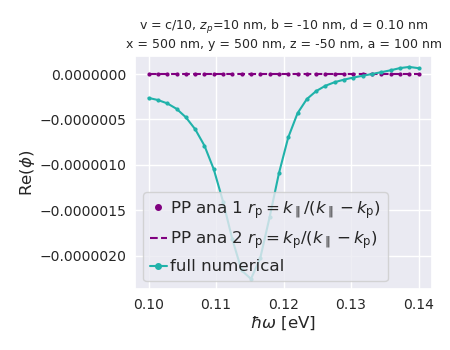 v = c/10, z_p=10 nm, b = -10 nm, d = 0.10 nm
x = 500 nm, y = 500 nm, z = -50 nm, a = 100 nm
0.0000000
−0.0000005
−0.0000010
−0.0000015
−0.0000020
Re(ϕ)
PP ana 1 r_p = k_∥/(k_∥ − k_p)
PP ana 2 r_p = k_p/(k_∥ − k_p)
full numerical
0.10 0.11 0.12 0.13 0.14
ℏω [eV]